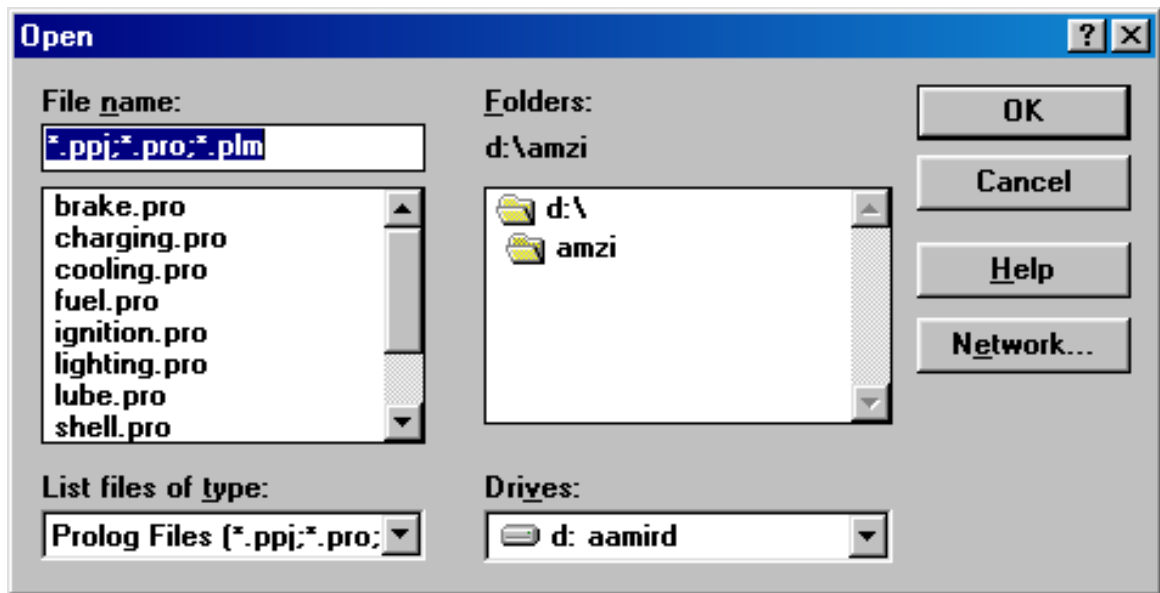 Open
File name:
*.ppj;*.pro;*.plm
brake.pro
charging.pro
cooling.pro
fuel.pro
ignition.pro
lighting.pro
lube.pro
shell.pro
List files of type:
Prolog Files (*.ppj;*.pro;
Folders:
d:\amzi
d:\
amzi
Drives:
d: aamird
OK
Cancel
Help
Network...